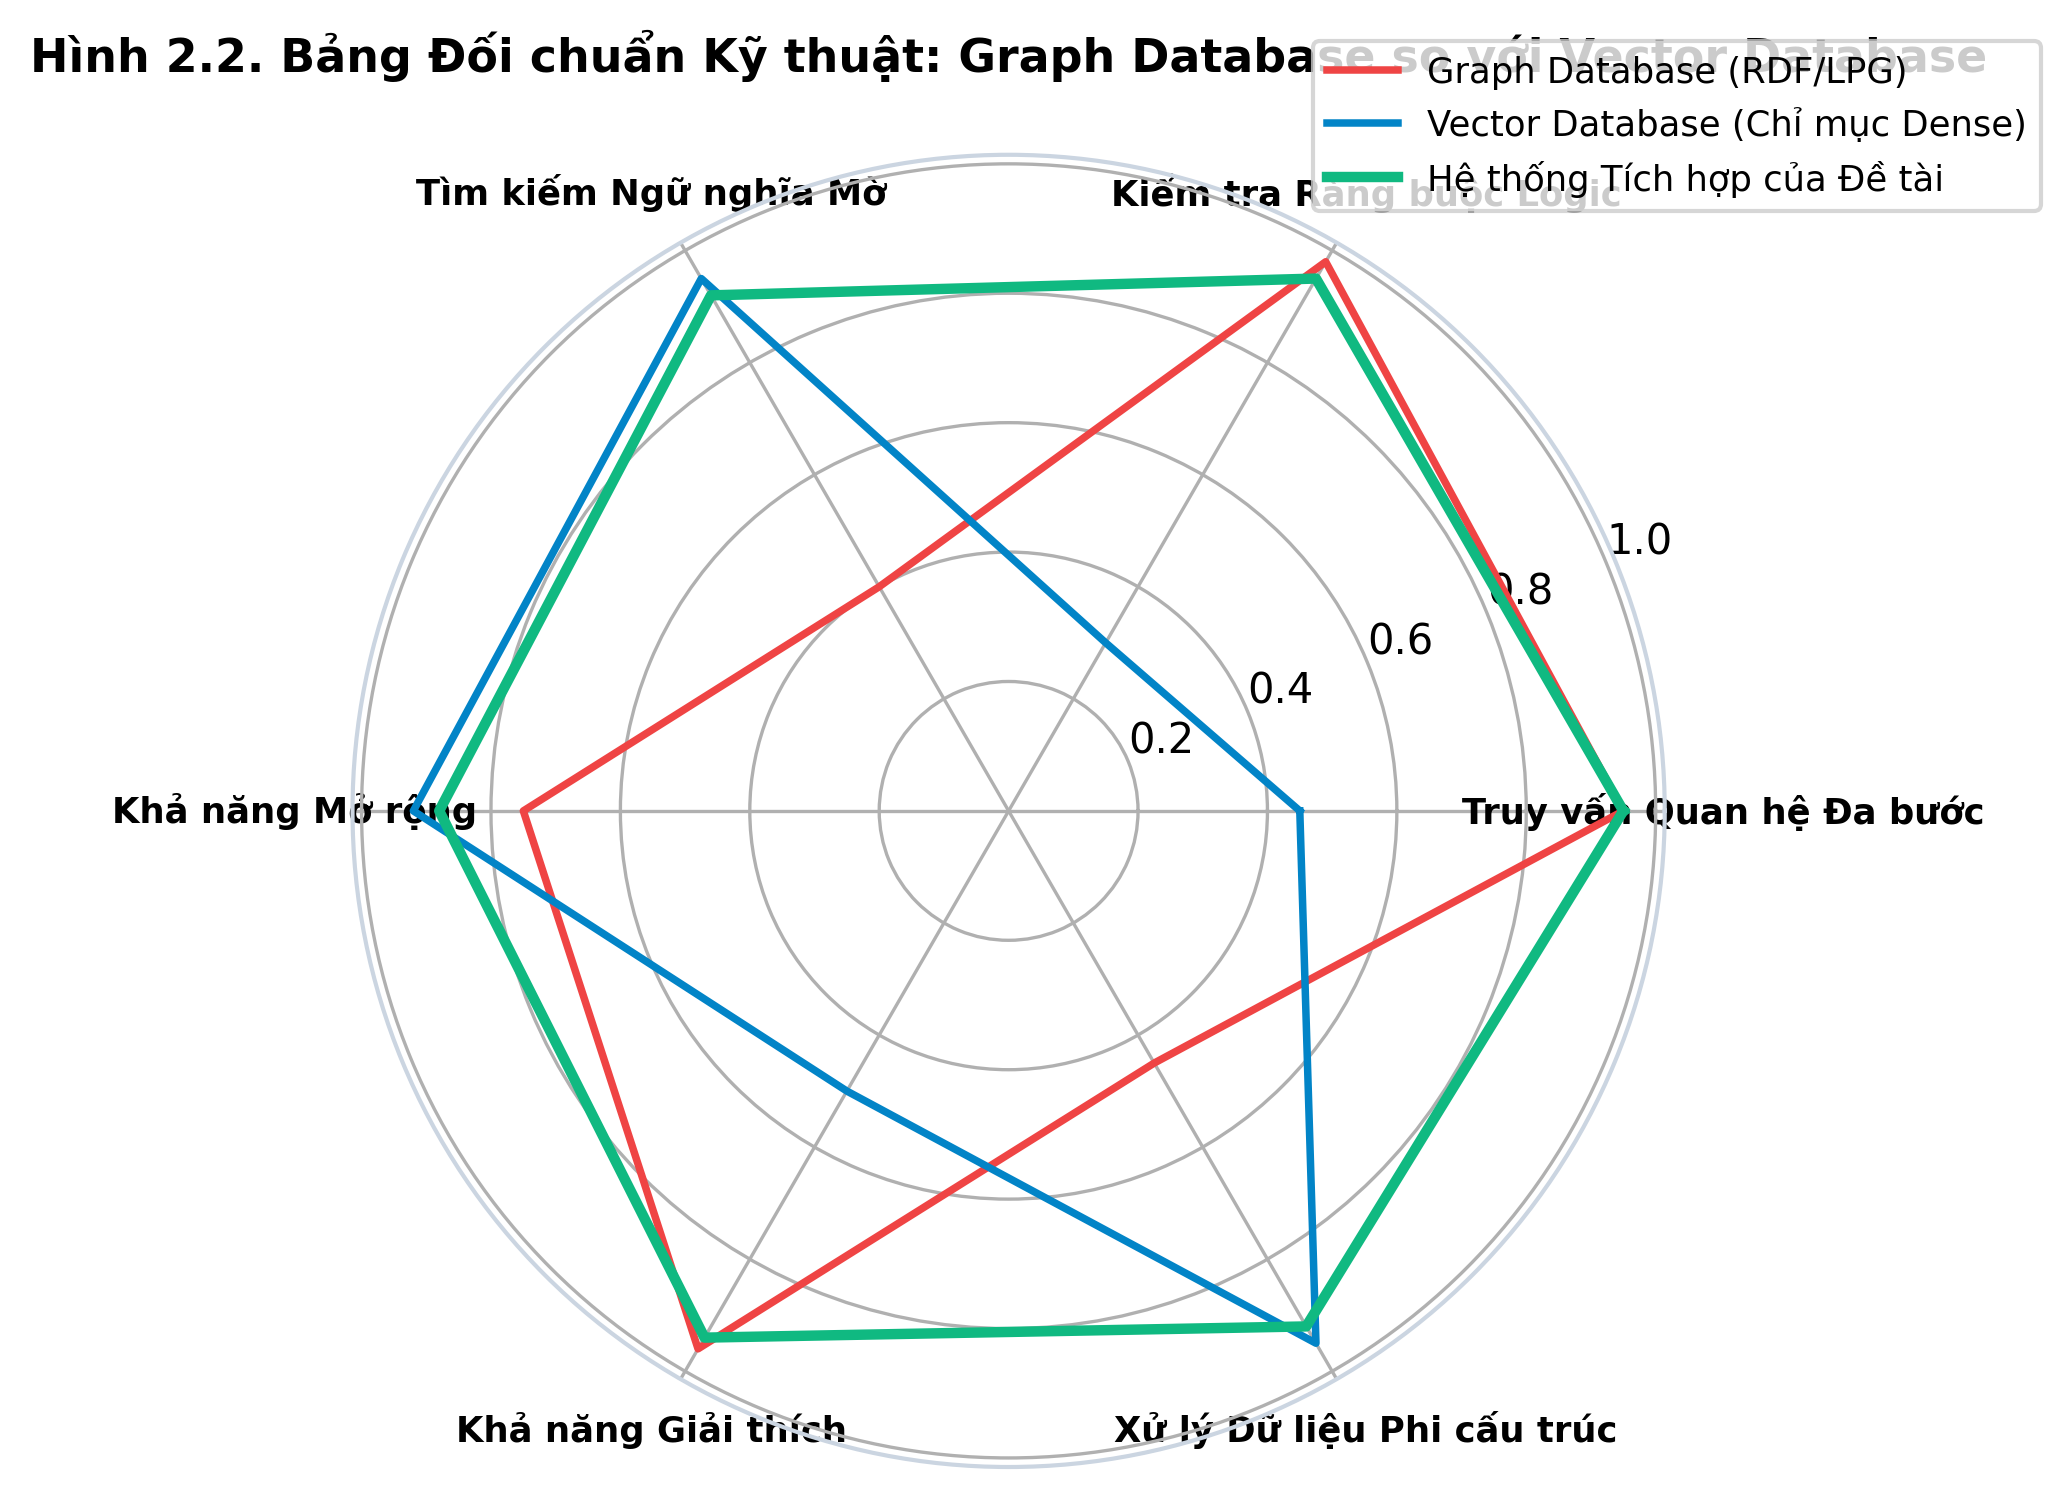 Hình 2.2. Bảng Đối chuẩn Kỹ thuật: Graph Database so với Vector Database
Graph Database (RDF/LPG)
Vector Database (Chỉ mục Dense)
Hệ thống Tích hợp của Đề tài
Tìm kiếm Ngữ nghĩa Mờ
Kiểm tra Ràng buộc Logic
1.0
0.8
0.6
0.4
0.2
Khả năng Mở rộng
Truy vấn Quan hệ Đa bước
Khả năng Giải thích
Xử lý Dữ liệu Phi cấu trúc